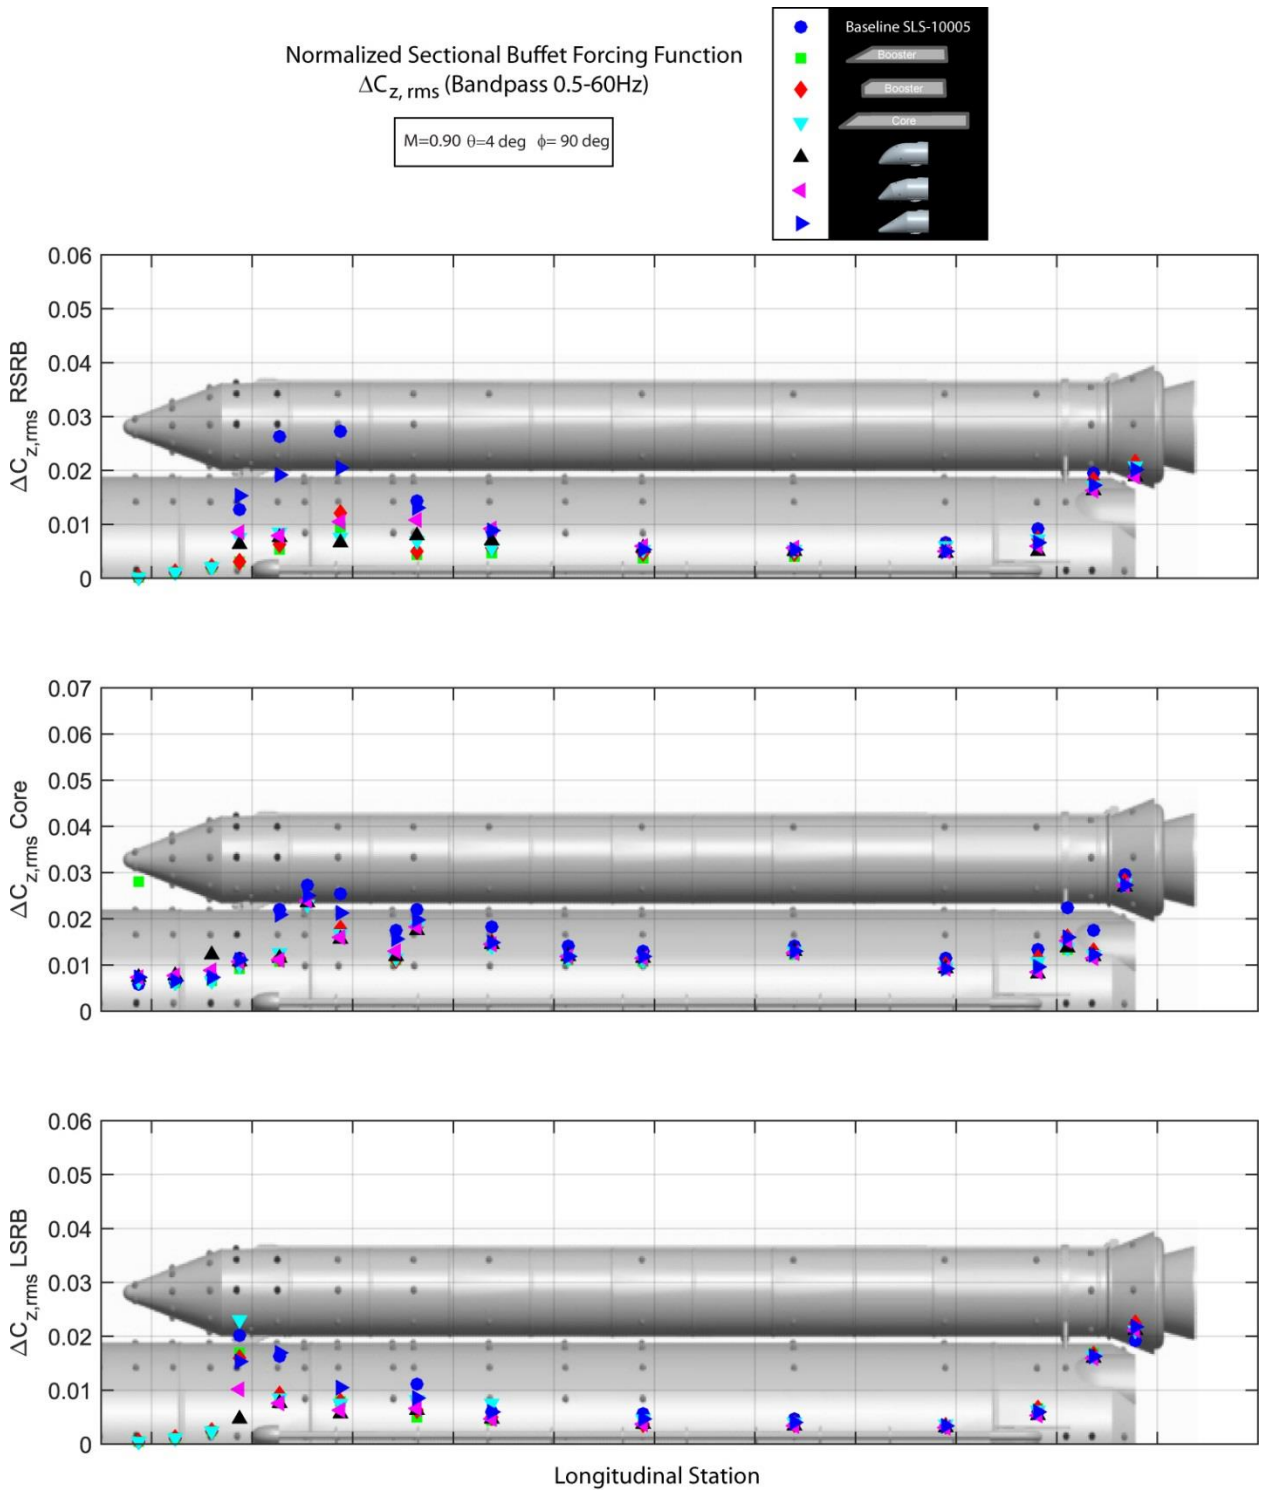 Normalized Sectional Buffet Forcing Function
ΔCz, rms (Bandpass 0.5-60Hz)
M=0.90 θ=4 deg ϕ= 90 deg
Baseline SLS-10005
Booster
Booster
Core
0.06
0.05
0.04
0.03
0.02
0.01
0
ΔCz,rms RSRB
0.07
0.06
0.05
0.04
0.03
0.02
0.01
0
ΔCz,rms Core
0.06
0.05
0.04
0.03
0.02
0.01
0
ΔCz,rms LSRB
Longitudinal Station